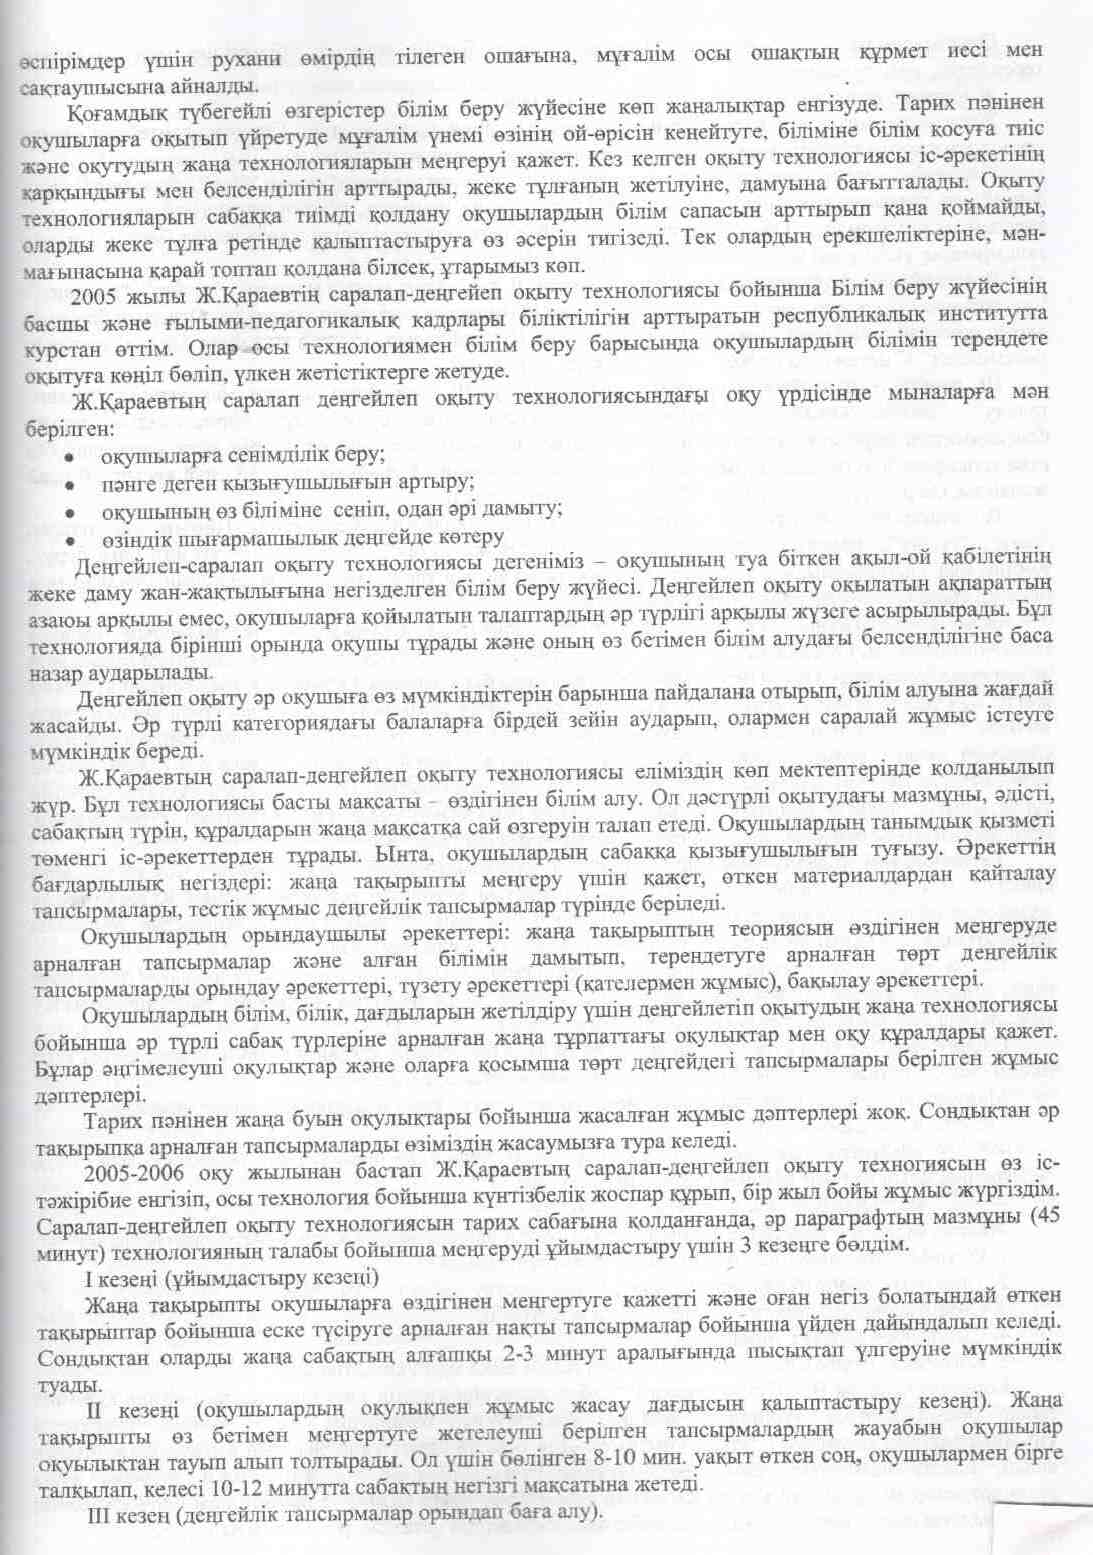 өспірімдер үшін рухани өмірдің тілеген ошағына, мұғалім осы ошақтың құрмет иесі мен
сақтаушысына айналды.
Қоғамдық түбегейлі өзгерістер білім беру жүйесіне көп жаңалықтар енгізуде. Тарих пәнінен
оқушыларға оқытып үйретуде мұғалім үнемі өзінің ой-өрісін кеңейтуге, біліміне білім қосуға тиіс
және оқутудың жаңа технологияларын меңгеруі қажет. Кез келген оқыту технологиясы іс-әрекетінің
қарқындығы мен белсенділігін арттырады, жеке тұлғаның жетілуіне, дамуына бағытталады. Оқыту
технологияларын сабаққа тиімді қолдану оқушылардың білім сапасын арттырып қана қоймайды,
оларды жеке тұлға ретінде қалыптастыруға өз әсерін тигізеді. Тек олардың ерекшеліктеріне, мән-
мағынасына қарай топтап қолдана білсек, ұтарымыз көп.
2005 жылы Ж.Қараевтің саралап-деңгейеп оқыту технологиясы бойынша Білім беру жүйесінің
басшы және ғылыми-педагогикалық кадрлары біліктілігін арттыратын республикалық институтта
курстан өттім. Олар осы технологиямен білім беру барысында оқушылардың білімін тереңдете
оқытуға көңіл бөліп, үлкен жетістіктерге жетуде.
Ж.Қараевтың саралап деңгейлеп оқыту технологиясындағы оқу үрдісінде мыналарға мән
берілген:
• оқушыларға сенімділік беру;
• пәнге деген қызығушылығын артыру;
• оқушының өз біліміне сеніп, одан әрі дамыту;
• өзіндік шығармашылық деңгейде көтеру
Деңгейлеп-саралап оқыту технологиясы дегеніміз – оқушының туа біткен ақыл-ой қабілетінің
жеке даму жан-жақтылығына негізделген білім беру жүйесі. Деңгейлеп оқыту оқылатын ақпараттың
азаюы арқылы емес, оқушыларға қойылатын талаптардың әр түрлігі арқылы жүзеге асырылырады. Бұл
технологияда бірінші орында оқушы тұрады және оның өз бетімен білім алудағы белсенділігіне баса
назар аударылады.
Деңгейлеп оқыту әр оқушыға өз мүмкіндіктерін барынша пайдалана отырып, білім алуына жағдай
жасайды. Әр түрлі категориядағы балаларға бірдей зейін аударып, олармен саралай жұмыс істеуге
мүмкіндік береді.
Ж.Қараевтың саралап-деңгейлеп оқыту технологиясы еліміздің көп мектептерінде қолданылып
жүр. Бұл технологиясы басты мақсаты – өздігінен білім алу. Ол дәстүрлі оқытудағы мазмұны, әдісті,
сабақтың түрін, құралдарын жаңа мақсатқа сай өзгеруін талап етеді. Оқушылардың танымдық қызметі
төменгі іс-әрекеттерден тұрады. Ынта, оқушылардың сабаққа қызығушылығын туғызу. Әрекеттің
бағдарлылық негіздері: жаңа тақырыпты меңгеру үшін қажет, өткен материалдардан қайталау
тапсырмалары, тестік жұмыс деңгейлік тапсырмалар түрінде беріледі.
Оқушылардың орындаушылы әрекеттері: жаңа тақырыптың теориясын өздігінен меңгеруде
арналған тапсырмалар және алған білімін дамытып, терендетуге арналған төрт деңгейлік
тапсырмаларды орындау әрекеттері, түзету әрекеттері (қателермен жұмыс), бақылау әрекеттері.
Оқушылардың білім, білік, дағдыларын жетілдіру үшін деңгейлетіп оқытудың жаңа технологиясы
бойынша әр түрлі сабақ түрлеріне арналған жаңа тұрпаттағы оқулықтар мен оқу құралдары қажет.
Бұлар әңгімелеуші оқулықтар және оларға қосымша төрт деңгейдегі тапсырмалары берілген жұмыс
дәптерлері.
Тарих пәнінен жаңа буын оқулықтары бойынша жасалған жұмыс дәптерлері жоқ. Сондықтан әр
тақырыпқа арналған тапсырмаларды өзіміздің жасаумызға тура келеді.
2005-2006 оқу жылынан бастап Ж.Қараевтың саралап-деңгейлеп оқыту техногиясын өз іс-
тәжірібие енгізіп, осы технология бойынша күнтізбелік жоспар құрып, бір жыл бойы жұмыс жүргіздім.
Саралап-деңгейлеп оқыту технологиясын тарих сабағына қолданғанда, әр параграфтың мазмұны (45
минут) технологияның талабы бойынша меңгеруді ұйымдастыру үшін 3 кезеңге бөлдім.
I кезеңі (ұйымдастыру кезеңі)
Жаңа тақырыпты оқушыларға өздігінен меңгертуге қажетті және оған негіз болатындай өткен
тақырыптар бойынша еске түсіруге арналған нақты тапсырмалар бойынша үйден дайындалып келеді.
Сондықтан оларды жаңа сабақтың алғашқы 2-3 минут аралығында пысықтап үлгеруіне мүмкіндік
туады.
II кезеңі (оқушылардың оқулықпен жұмыс жасау дағдысын қалыптастыру кезеңі). Жаңа
тақырыпты өз бетімен меңгертуге жетелеуші берілген тапсырмалардың жауабын оқушылар
оқуылықтан тауып алып толтырады. Ол үшін бөлінген 8-10 мин. уақыт өткен соң, оқушылармен бірге
талқылап, келесі 10-12 минутта сабақтың негізгі мақсатына жетеді.
III кезең (деңгейлік тапсырмалар орындап баға алу).